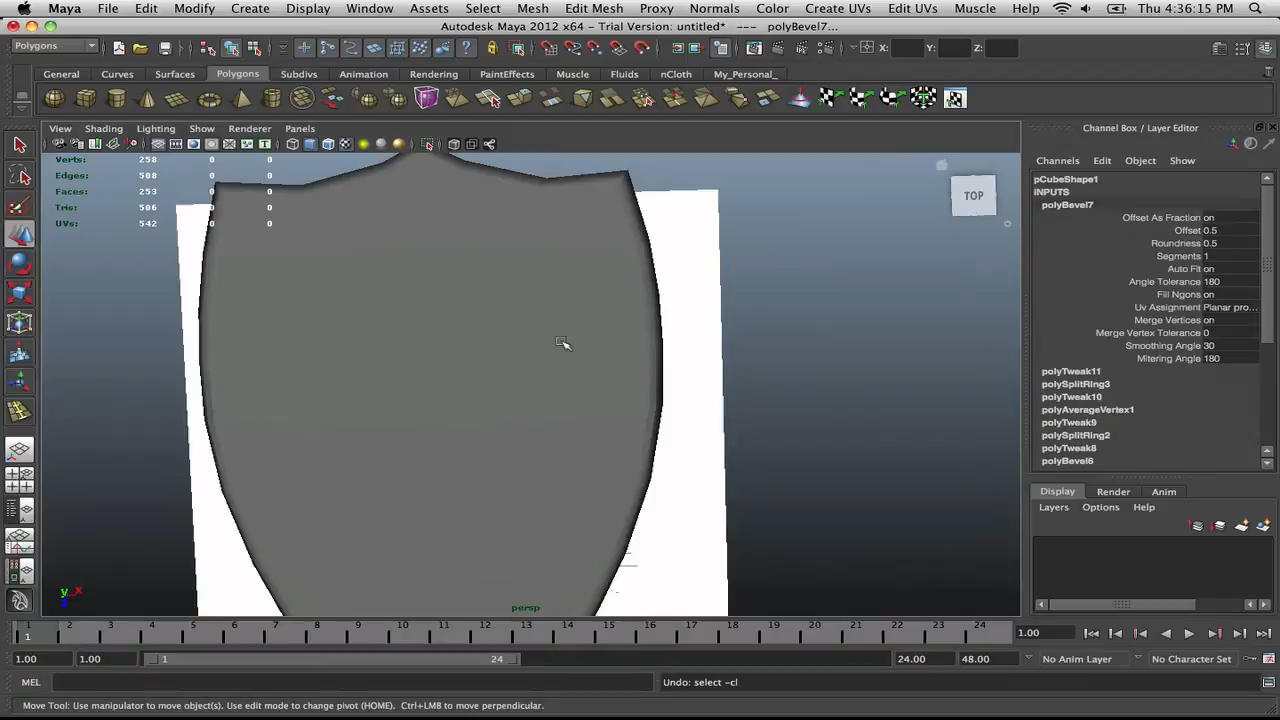 Maya File Edit Modify Create Display Window Assets Select Mesh Edit Mesh Proxy Normals Color Create UVs Edit UVs Muscle Help Thu 4:36:15 PM
Autodesk Maya 2012 x64 - Trial Version: untitled* --- polyBevel7...
Polygons X: Y: Z:
General Curves Surfaces Polygons Subdivs Animation Rendering PaintEffects Muscle Fluids nCloth My_Personal_
Channel Box / Layer Editor
View Shading Lighting Show Renderer Panels
Verts: 258 0 0
Edges: 508 0 0
Faces: 253 0 0
Tris: 506 0 0
UVs: 542 0 0
TOP
persp
Channels Edit Object Show
pCubeShape1
INPUTS
polyBevel7
Offset As Fraction on
Offset 0.5
Roundness 0.5
Segments 1
Auto Fit on
Angle Tolerance 180
Fill Ngons on
Uv Assignment Planar pro...
Merge Vertices on
Merge Vertex Tolerance 0
Smoothing Angle 30
Mitering Angle 180
polyTweak11
polySplitRing3
polyTweak10
polyAverageVertex1
polyTweak9
polySplitRing2
polyTweak8
polyBevel6
Display Render Anim
Layers Options Help
y x
z
1 2 3 4 5 6 7 8 9 10 11 12 13 14 15 16 17 18 19 20 21 22 23 24
1 1.00
1.00 1.00 1 24 24.00 48.00 No Anim Layer No Character Set
MEL Undo: select -cl
Move Tool: Use manipulator to move object(s). Use edit mode to change pivot (HOME). Ctrl+LMB to move perpendicular.